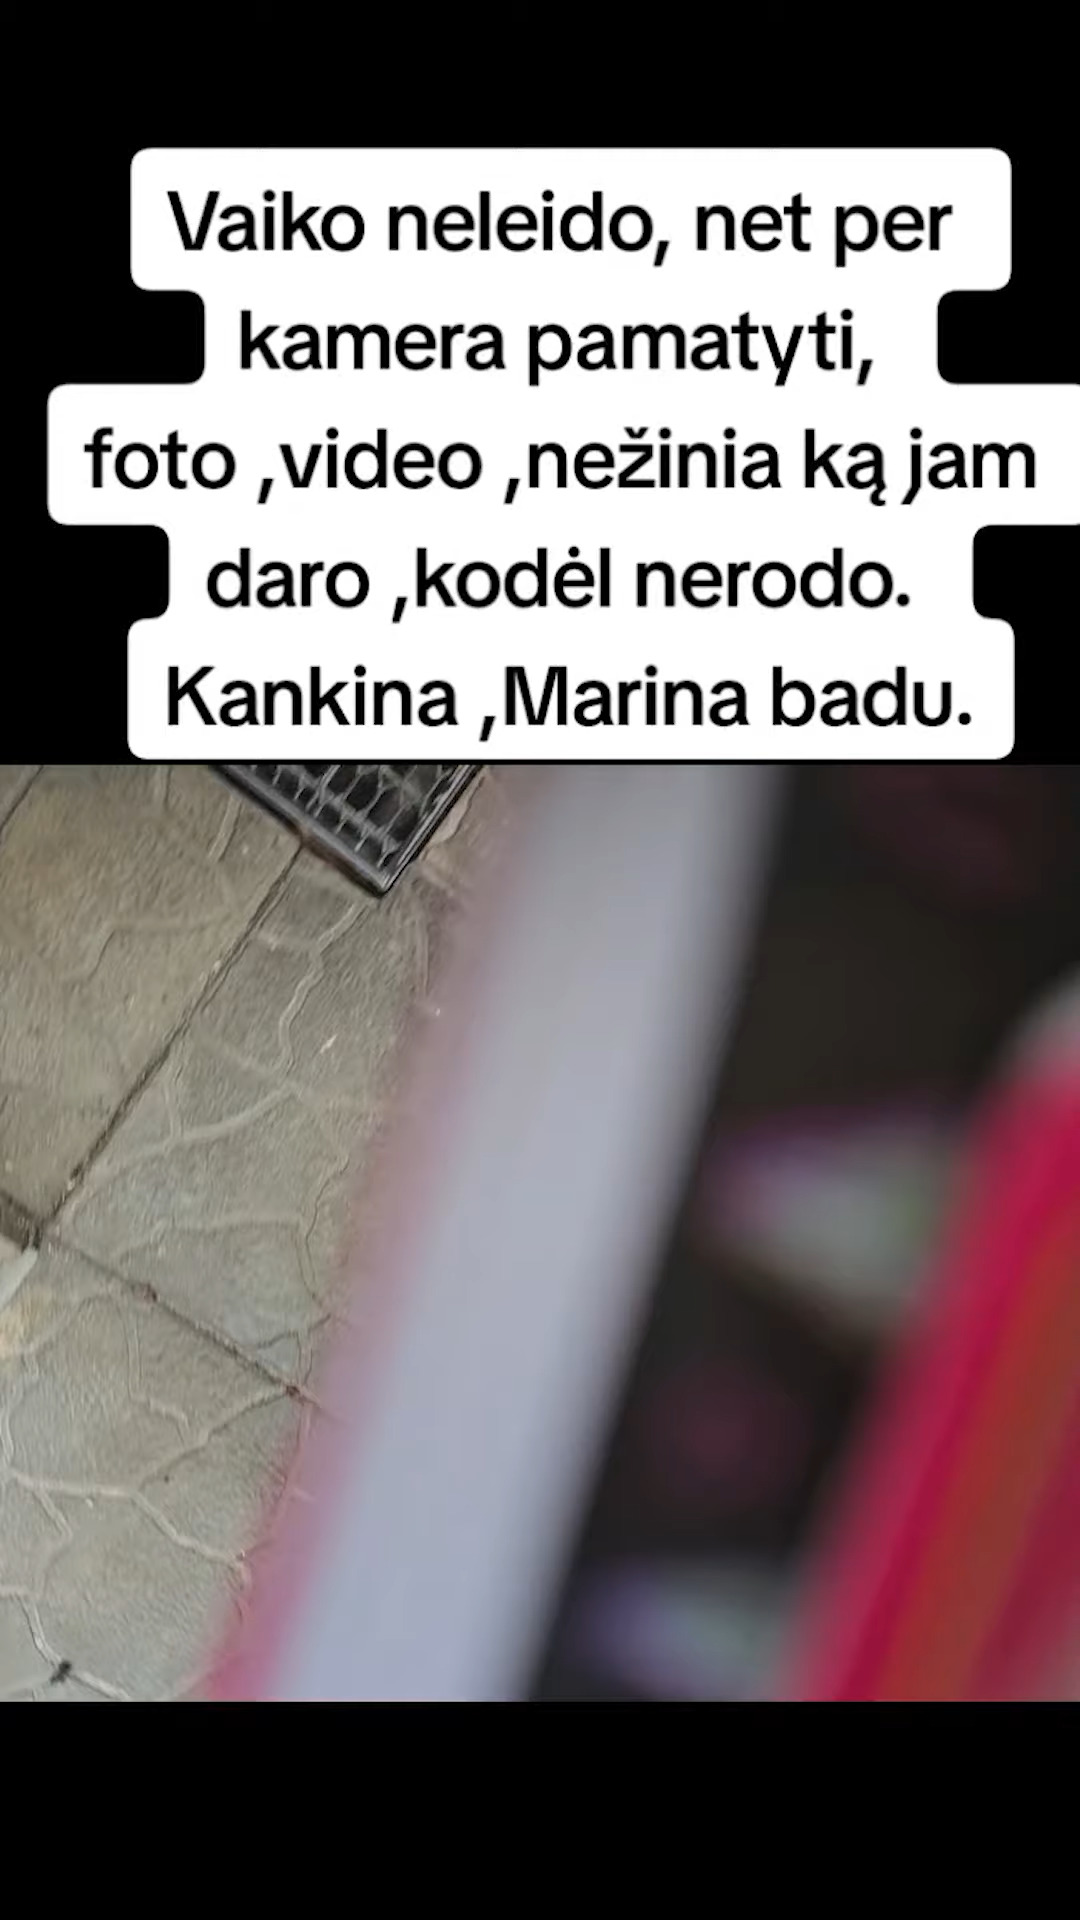 Vaiko neleido, net per
kamera pamatyti,
foto ,video ,nežinia ką jam
daro ,kodėl nerodo.
Kankina ,Marina badu.